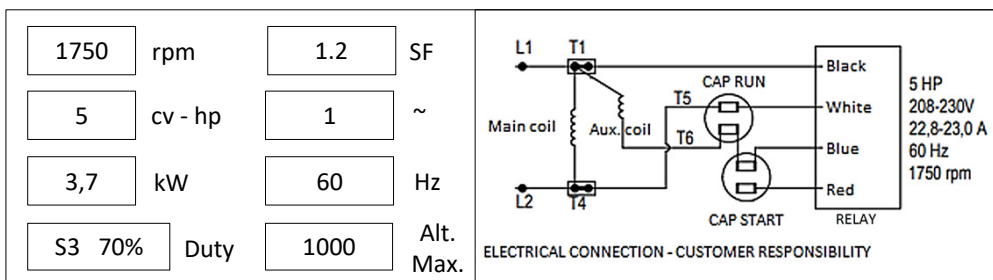 1750 rpm 1.2 SF
5 cv - hp 1 ~
3,7 kW 60 Hz
S3 70% Duty 1000 Alt. Max.
L1 T1
Black
CAP RUN
T5 White
Main coil Aux. coil
T6
Blue
Red
L2 T4
CAP START RELAY
5 HP
208-230V
22,8-23,0 A
60 Hz
1750 rpm
ELECTRICAL CONNECTION - CUSTOMER RESPONSIBILITY